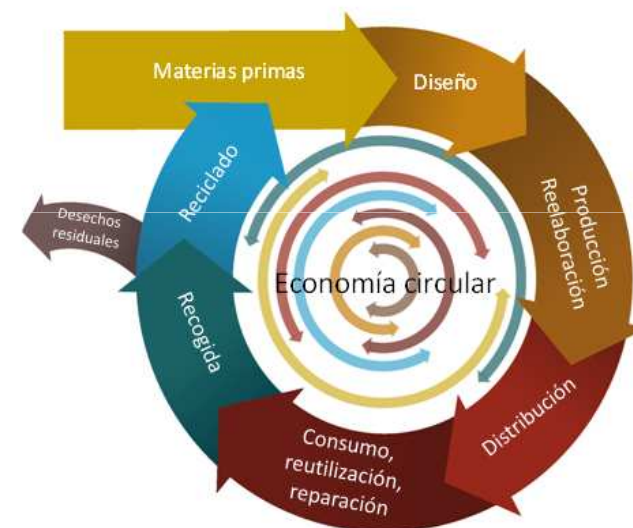 Materias primas
Diseño
Producción
Reelaboración
Distribución
Consumo,
reutilización,
reparación
Recogida
Desechos
residuales
Reciclado
Economía circular